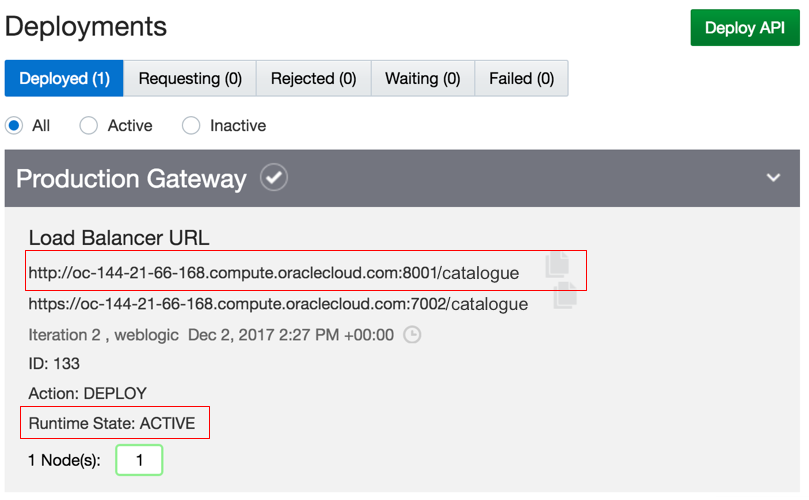 Deployments
Deploy API
Deployed (1) Requesting (0) Rejected (0) Waiting (0) Failed (0)
All Active Inactive
Production Gateway
Load Balancer URL
http://oc-144-21-66-168.compute.oraclecloud.com:8001/catalogue
https://oc-144-21-66-168.compute.oraclecloud.com:7002/catalogue
Iteration 2 , weblogic Dec 2, 2017 2:27 PM +00:00
ID: 133
Action: DEPLOY
Runtime State: ACTIVE
1 Node(s): 1